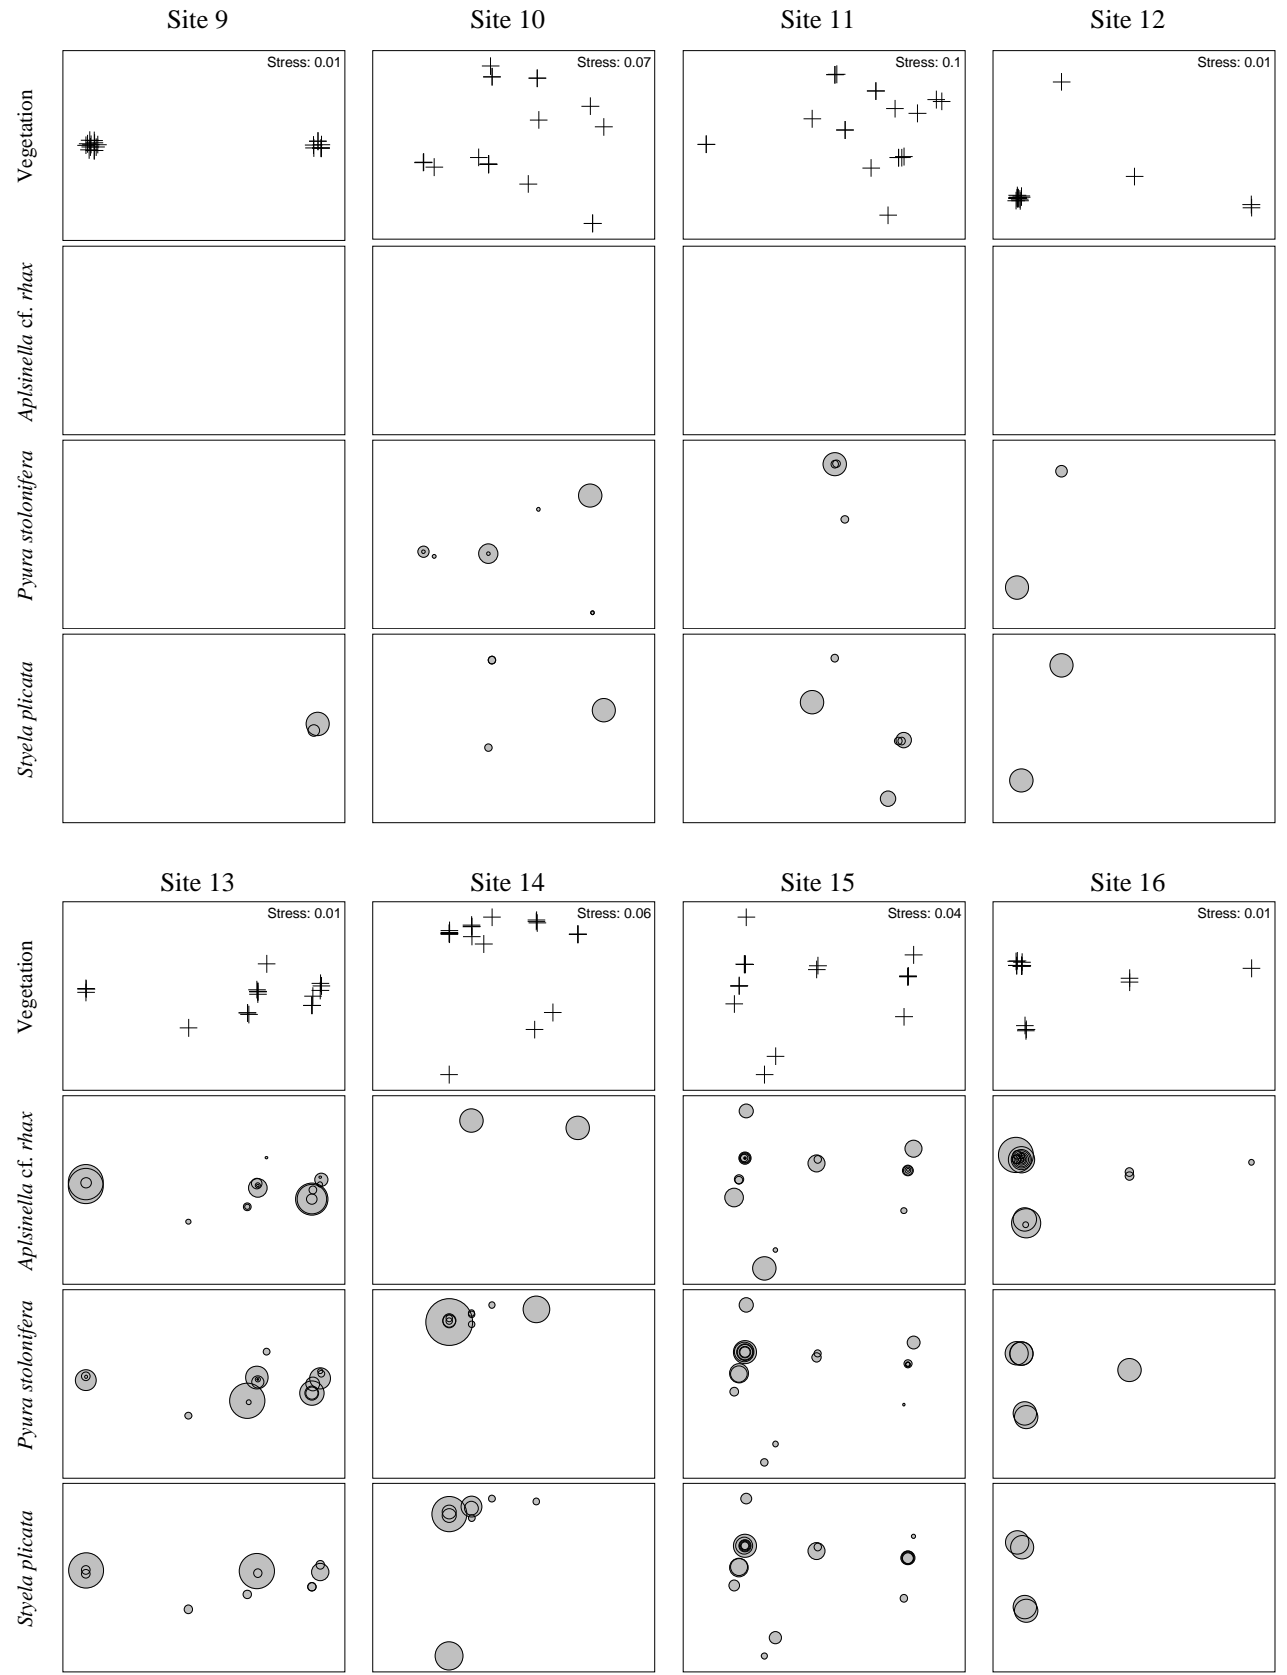 Site 9 Site 10 Site 11 Site 12
Vegetation
Stress: 0.01 Stress: 0.07 Stress: 0.1 Stress: 0.01
Aplsinella cf. rhax
Pyura stolonifera
Styela plicata
Site 13 Site 14 Site 15 Site 16
Vegetation
Stress: 0.01 Stress: 0.06 Stress: 0.04 Stress: 0.01
Aplsinella cf. rhax
Pyura stolonifera
Styela plicata